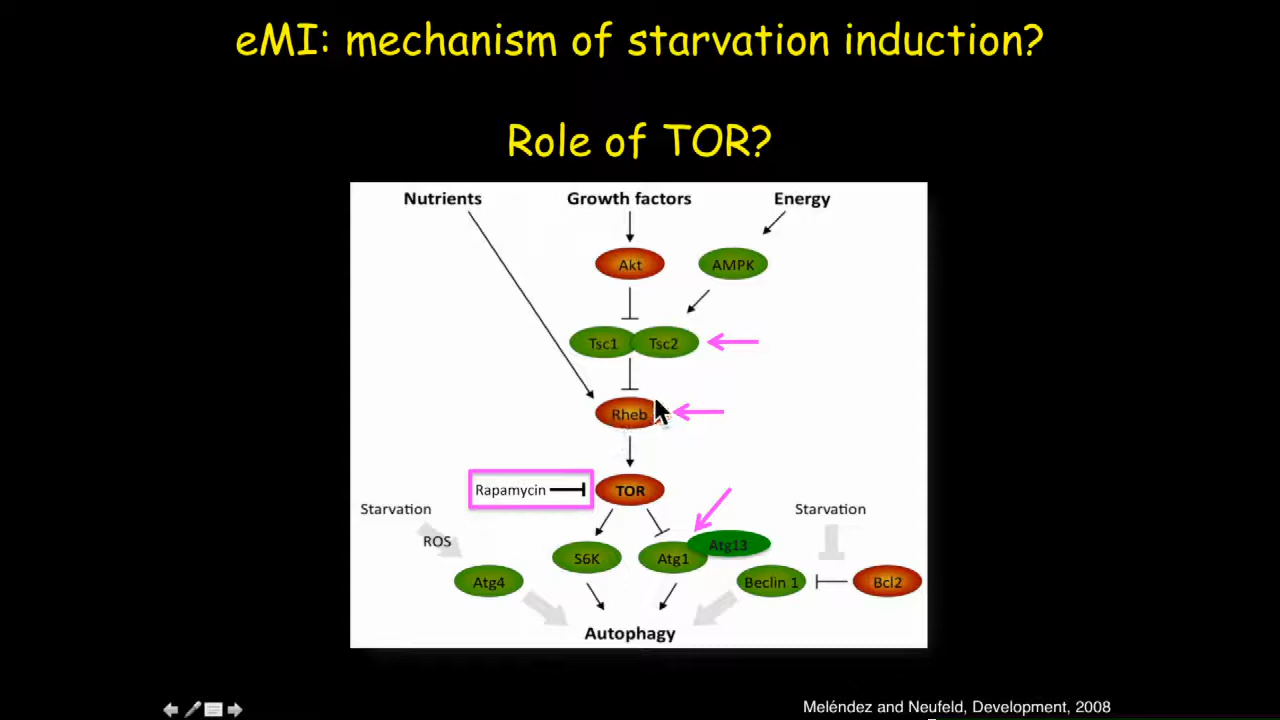 eMI: mechanism of starvation induction?
Role of TOR?
Nutrients
Growth factors
Energy
Akt
AMPK
Tsc1
Tsc2
Rheb
Rapamycin
TOR
Starvation
Starvation
ROS
S6K
Atg1
Atg13
Atg4
Beclin 1
Bcl2
Autophagy
Meléndez and Neufeld, Development, 2008